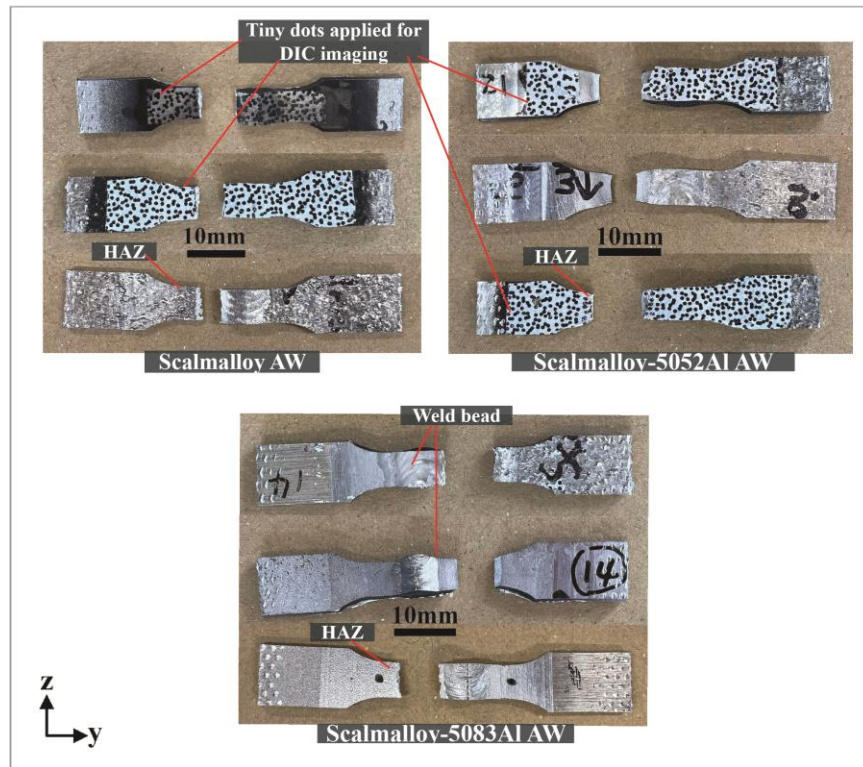 Tiny dots applied for
DIC imaging
HAZ
10mm
Scalmalloy AW
3↓
HAZ
Scalmalloy-5052Al AW
Weld bead
14
HAZ
10mm
Scalmalloy-5083Al AW
z
y